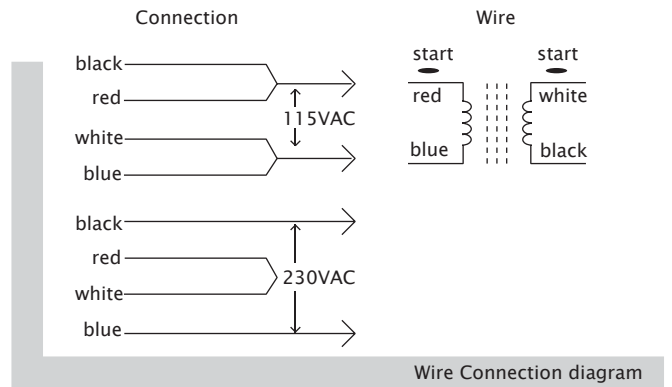 Connection
black
red
115VAC
white
blue
black
red
230VAC
white
blue
Wire
start start
red white
blue black
Wire Connection diagram